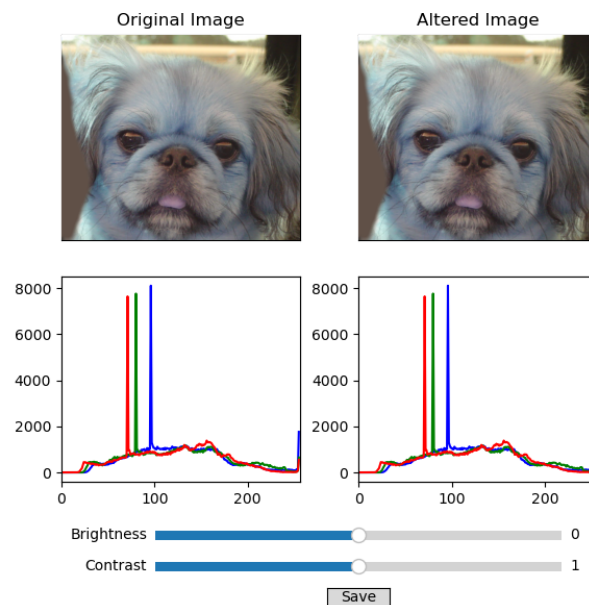 Original Image Altered Image
8000 8000
6000 6000
4000 4000
2000 2000
0 0
0 100 200 0 100 200
Brightness 0
Contrast 1
Save